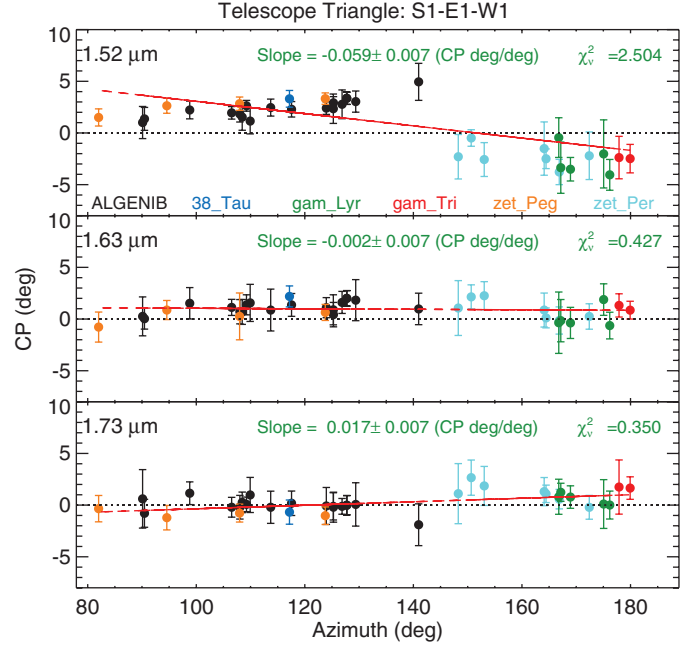 Telescope Triangle: S1-E1-W1
1.52 μm Slope = -0.059± 0.007 (CP deg/deg) χ²ᵥ =2.504
10
5
0
-5
ALGENIB 38_Tau gam_Lyr gam_Tri zet_Peg zet_Per
1.63 μm Slope = -0.002± 0.007 (CP deg/deg) χ²ᵥ =0.427
10
5
0
-5
CP (deg)
1.73 μm Slope = 0.017± 0.007 (CP deg/deg) χ²ᵥ =0.350
10
5
0
-5
80 100 120 140 160 180
Azimuth (deg)